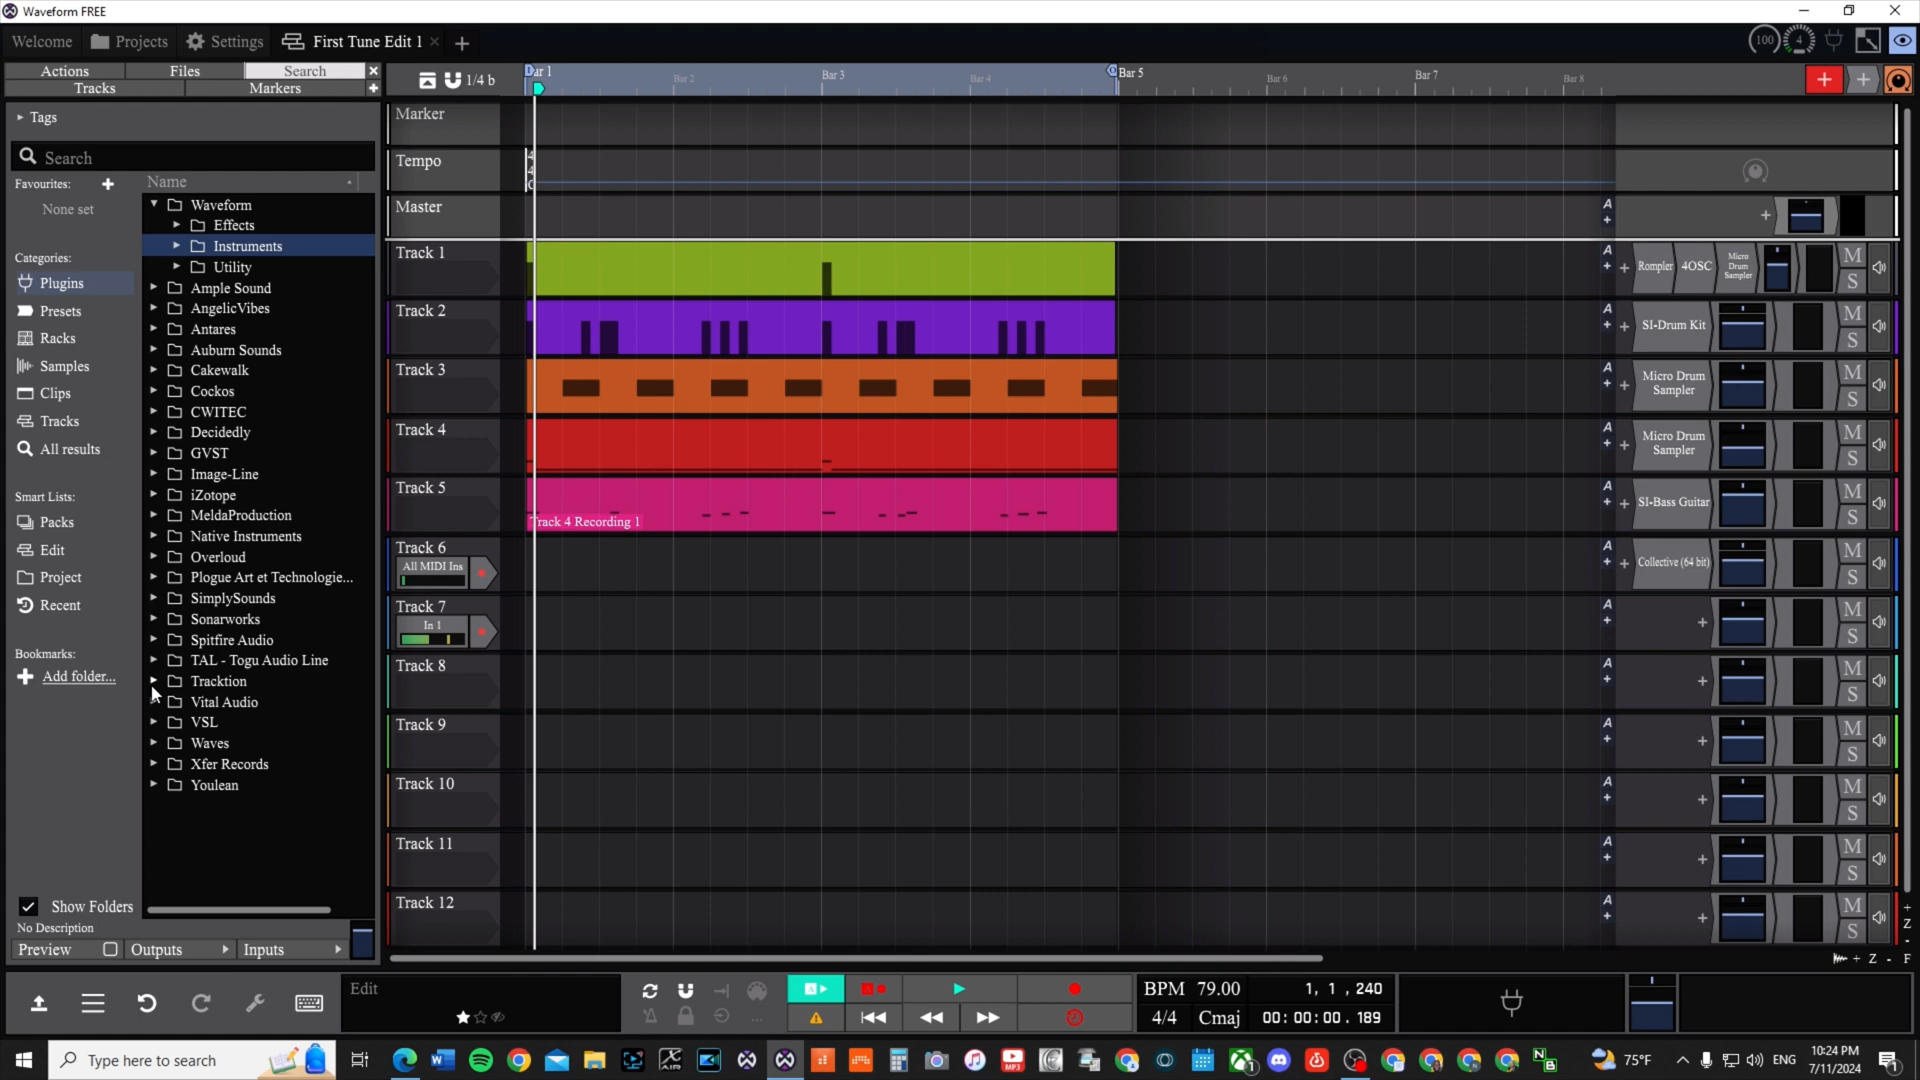 Waveform FREE
Welcome
Projects
Settings
First Tune Edit 1
100
4
Actions
Files
Search
Tracks
Markers
1/4 b
Bar 1
Bar 2
Bar 3
Bar 4
Bar 5
Bar 6
Bar 7
Bar 8
Tags
Search
Favourites:
None set
Categories:
Plugins
Presets
Racks
Samples
Clips
Tracks
All results
Smart Lists:
Packs
Edit
Project
Recent
Bookmarks:
Add folder...
Name
Waveform
Effects
Instruments
Utility
Ample Sound
AngelicVibes
Antares
Auburn Sounds
Cakewalk
Cockos
CWITEC
Decidedly
GVST
Image-Line
iZotope
MeldaProduction
Native Instruments
Overloud
Plogue Art et Technologie...
SimplySounds
Sonarworks
Spitfire Audio
TAL - Togu Audio Line
Tracktion
Vital Audio
VSL
Waves
Xfer Records
Youlean
Show Folders
No Description
Preview
Outputs
Inputs
Marker
Tempo
4
4
C
Master
A
Track 1
A
Rompler
4OSC
Micro
Drum
Sampler
M
S
Track 2
A
SI-Drum Kit
M
S
Track 3
A
Micro Drum
Sampler
M
S
Track 4
A
Micro Drum
Sampler
M
S
Track 5
Track 4 Recording 1
A
SI-Bass Guitar
M
S
Track 6
All MIDI Ins
A
Collective (64 bit)
M
S
Track 7
In 1
A
M
S
Track 8
A
M
S
Track 9
A
M
S
Track 10
A
M
S
Track 11
A
M
S
Track 12
A
M
S
+
Z
-
+ Z - F
Edit
A
A
BPM 79.00
1, 1 , 240
4/4
Cmaj
00:00:00.189
Type here to search
75°F
ENG
10:24 PM
7/11/2024